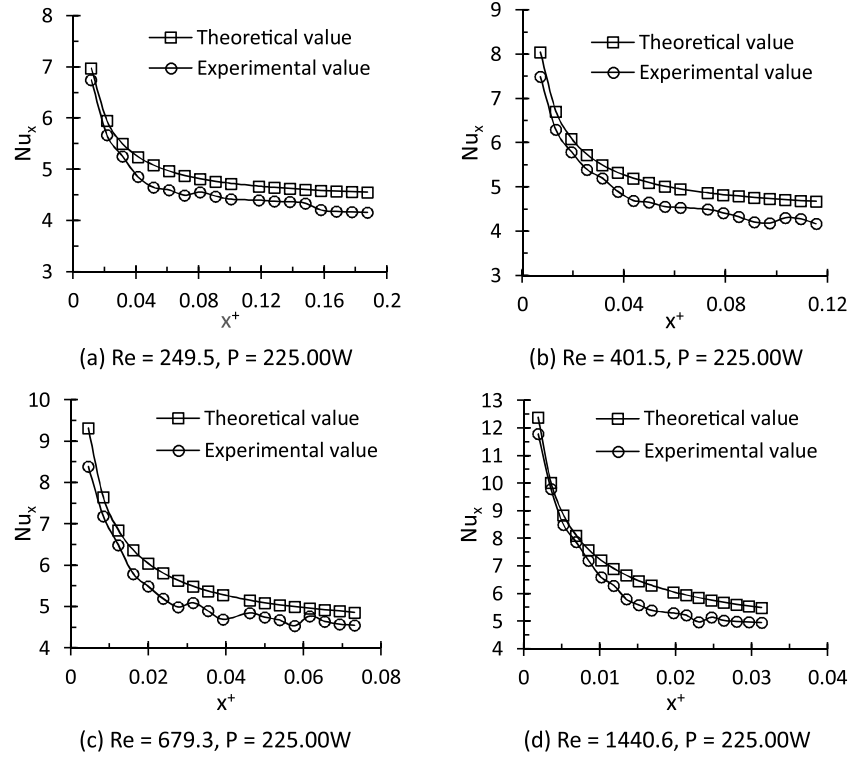 8
7
6
5
4
3
Nux
0 0.04 0.08 0.12 0.16 0.2
x+
Theoretical value
Experimental value
(a) Re = 249.5, P = 225.00W
9
8
7
6
5
4
3
Nux
0 0.04 0.08 0.12
x+
Theoretical value
Experimental value
(b) Re = 401.5, P = 225.00W
10
9
8
7
6
5
4
Nux
0 0.02 0.04 0.06 0.08
x+
Theoretical value
Experimental value
(c) Re = 679.3, P = 225.00W
13
12
11
10
9
8
7
6
5
4
Nux
0 0.01 0.02 0.03 0.04
x+
Theoretical value
Experimental value
(d) Re = 1440.6, P = 225.00W